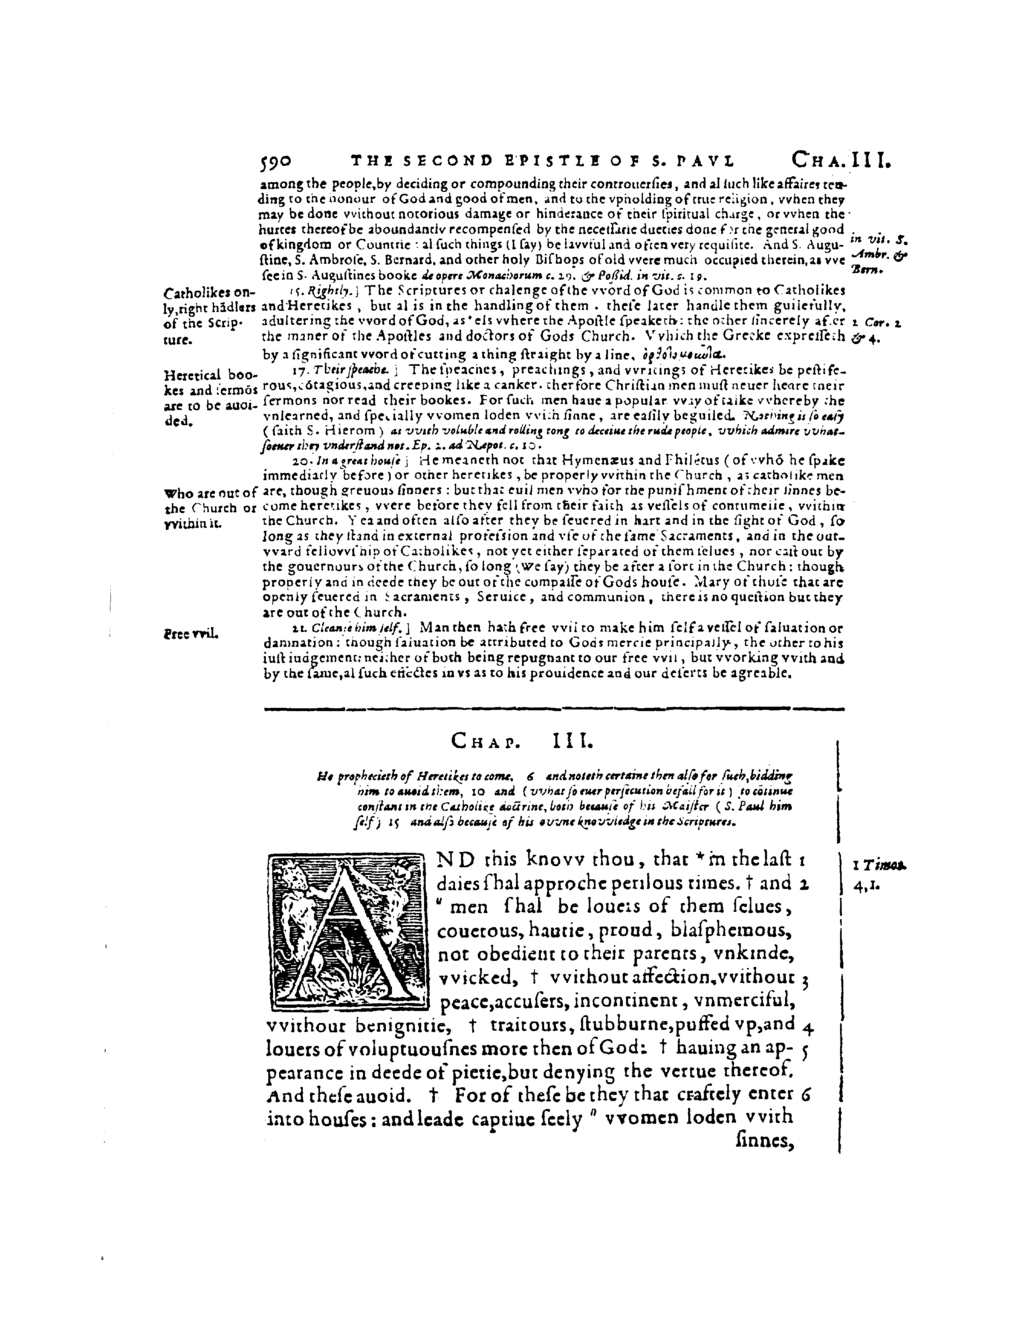 590 THE SECOND EPISTLE OF S. PAVL CHA. III.
among the people, by deciding or compounding their controuersies, and al such like affaires ten-
ding to the honour of God and good of men, and to the vpholding of true religion, vvhen they
may be done vvithout notorious damage or hinderance of their spiritual charge, or vvhen the
hurtes thereof be aboundantly recompensed by the necessarie dueties done for the general good
of kingdom or Countrie: al such things (I say) be lavvful and often very requisite. And S. Augu-
stine, S. Ambrose, S. Bernard, and other holy Bishops of old vvere much occupied therein, as vve
see in S. Augustines booke de opere Monachorum c. 29. & Possid. in vit. c. 19.
in vit. S.
Ambr. &
Bern.
Catholikes on-
ly, right hādlers
of the Scrip-
ture.
15. Rightly.] The Scriptures or chalenge of the vvord of God is common to Catholikes
and Heretikes, but al is in the handling of them. these later handle them guilefully,
adultering the vvord of God, as* els vvhere the Apostle speaketh: the other sincerely after
the maner of the Apostles and doctors of Gods Church. Vvhich the Greeke expresseth
by a significant vvord of cutting a thing straight by a line,
2 Cor. 2
& 4.
Heretical boo-
kes and sermōs
are to be auoi-
ded.
17. Their speache.] The speaches, preachings, and vvritings of Heretikes be pestife-
rous, cōtagious, and creeping like a canker. therfore Christian men must neuer heare their
sermons nor read their bookes. For such men haue a popular vvay of talke vvhereby the
vnlearned, and specially vvomen loden vvith sinne, are easily beguiled. Nothing is so easy
(saith S. Hierom) as vvith voluble and rolling tong to deceiue the rude people, vvhich admire vvhat-
soeuer they vnderstand not. Ep. 2. ad Nepot. c. 10.
20. In a great house] He meaneth not that Hymenæus and Philétus (of vvhō he spake
immediatly before) or other heretikes, be properly vvithin the Church, as catholike men
are, though greuous sinners: but that euil men vvho for the punishment of their sinnes be-
come heretikes, vvere before they fell from their faith as vessels of contumelie, vvithin
the Church. Yea and often also after they be seuered in hart and in the sight of God, so
long as they stand in external profession and vse of the same Sacraments, and in the out-
vvard fellovvship of Catholikes, not yet either separated of them selues, nor cast out by
the gouernours of the Church, so long (we say) they be after a sort in the Church: though
properly and in deede they be out of the compasse of Gods house. Mary of those that are
openly seuered in Sacraments, Seruice, and communion, there is no question but they
are out of the Church.
Who are out of
the Church or
vvithin it.
Free vvil.
21. Cleanse him self.] Man then hath free vvil to make him self a vessel of saluation or
damnation: though saluation be attributed to Gods mercie principally, the other to his
iust iudgement: neither of both being repugnant to our free vvil, but vvorking vvith and
by the same, al such effectes in vs as to his prouidence and our deserts be agreable.
CHAP. III.
He prophecieth of Heretikes to come, 6 and noteth certaine then also for such, bidding
him to auoid them, 10 and (vvhat so euer persecution befall for it) to cōtinue
constant in the Catholike doctrine, both because of his Maister (S. Paul him
self) 15 and also because of his ovvne knovvledge in the Scriptures.
AND this knovv thou, that * in the last 1
daies shal approche perilous times. † and 2
" men shal be louers of them selues,
couetous, hautie, proud, blasphemous,
not obedient to their parents, vnkinde,
vvicked, † vvithout affection, vvithout 3
peace, accusers, incontinent, vnmerciful,
vvithout benignitie, † traitours, stubburne, puffed vp, and 4
louers of voluptuousnes more then of God: † hauing an ap- 5
pearance in deede of pietie, but denying the vertue thereof.
And these auoid. † For of these be they that craftely enter 6
into houses: and leade captiue seely " vvomen loden vvith
sinnes,
1 Timot.
4,1.